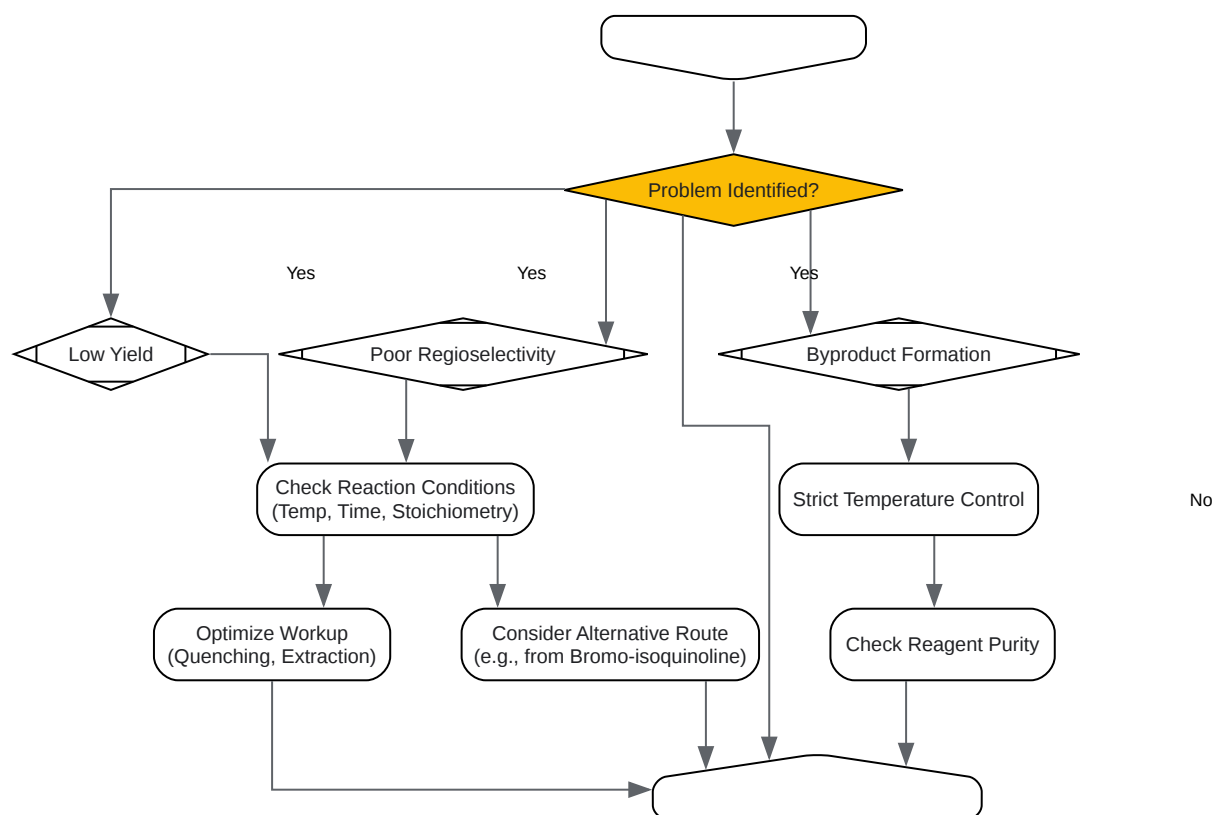 Problem Identified?
Yes
Yes
Yes
Low Yield
Poor Regioselectivity
Byproduct Formation
Check Reaction Conditions
(Temp, Time, Stoichiometry)
Strict Temperature Control
No
Optimize Workup
(Quenching, Extraction)
Consider Alternative Route
(e.g., from Bromo-isoquinoline)
Check Reagent Purity